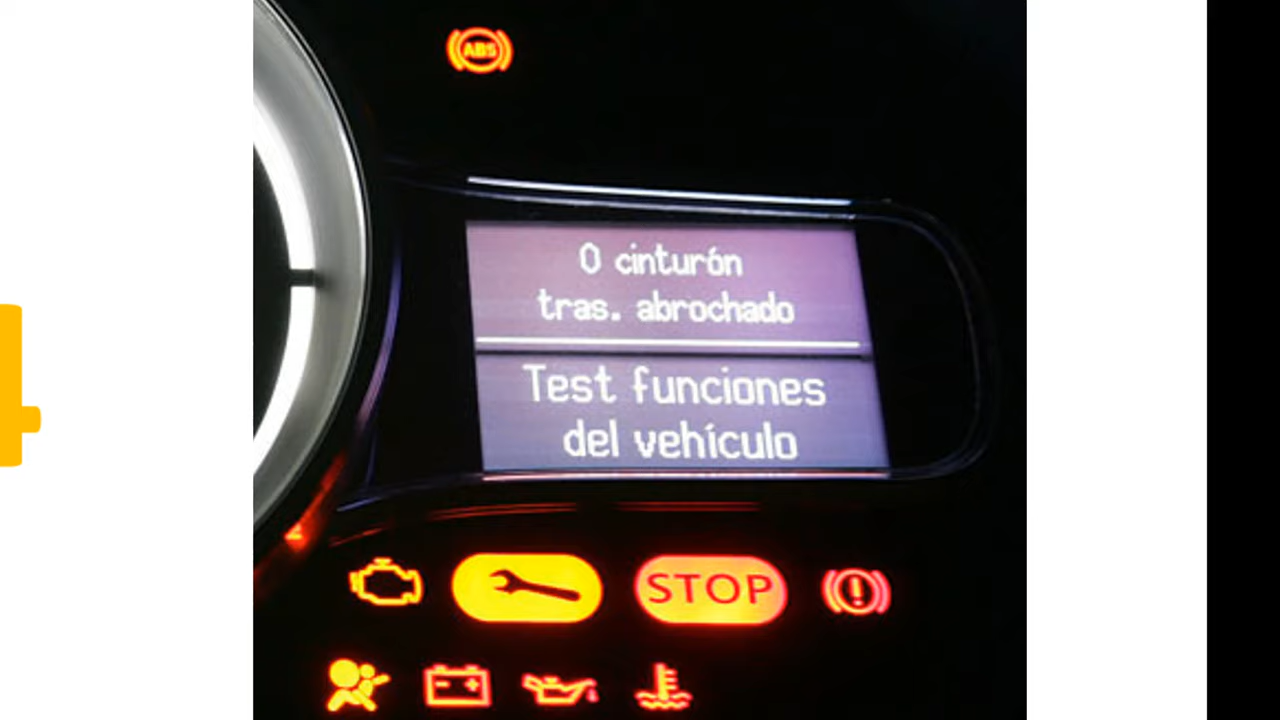 ABS
0 cinturón
tras. abrochado
Test funciones
del vehículo
STOP